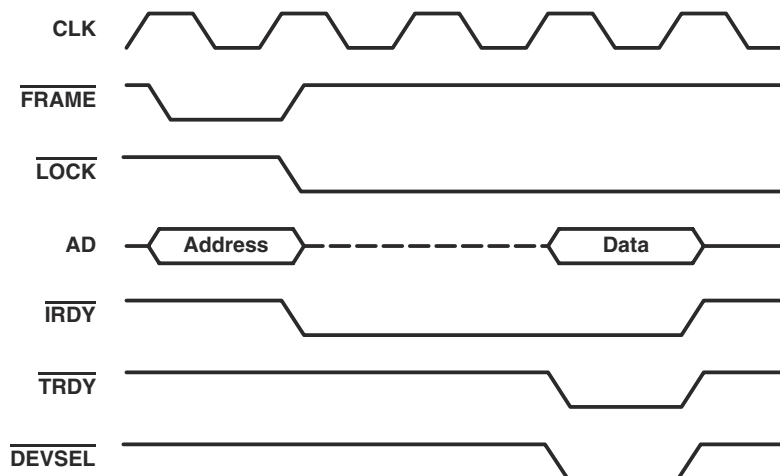 CLK
FRAME
LOCK
AD Address Data
IRDY
TRDY
DEVSEL